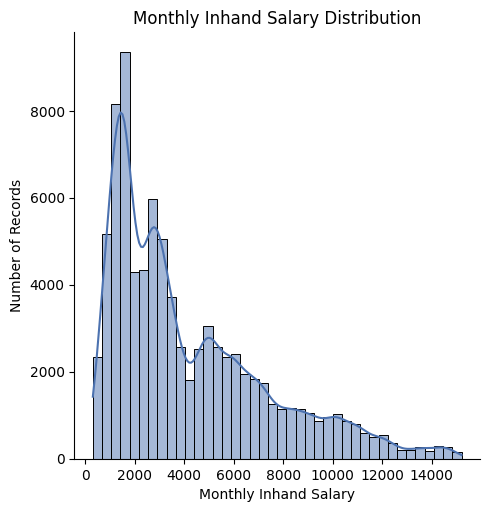 Monthly Inhand Salary Distribution
Number of Records
8000
6000
4000
2000
0
0 2000 4000 6000 8000 10000 12000 14000
Monthly Inhand Salary